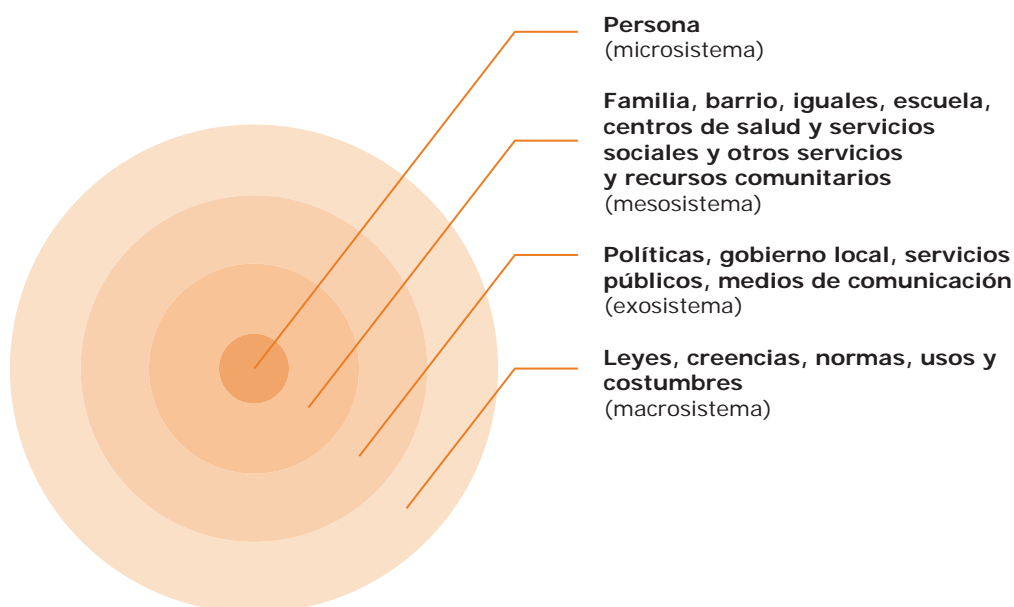 Persona
(microsistema)
Familia, barrio, iguales, escuela,
centros de salud y servicios
sociales y otros servicios
y recursos comunitarios
(mesosistema)
Políticas, gobierno local, servicios
públicos, medios de comunicación
(exosistema)
Leyes, creencias, normas, usos y
costumbres
(macrosistema)